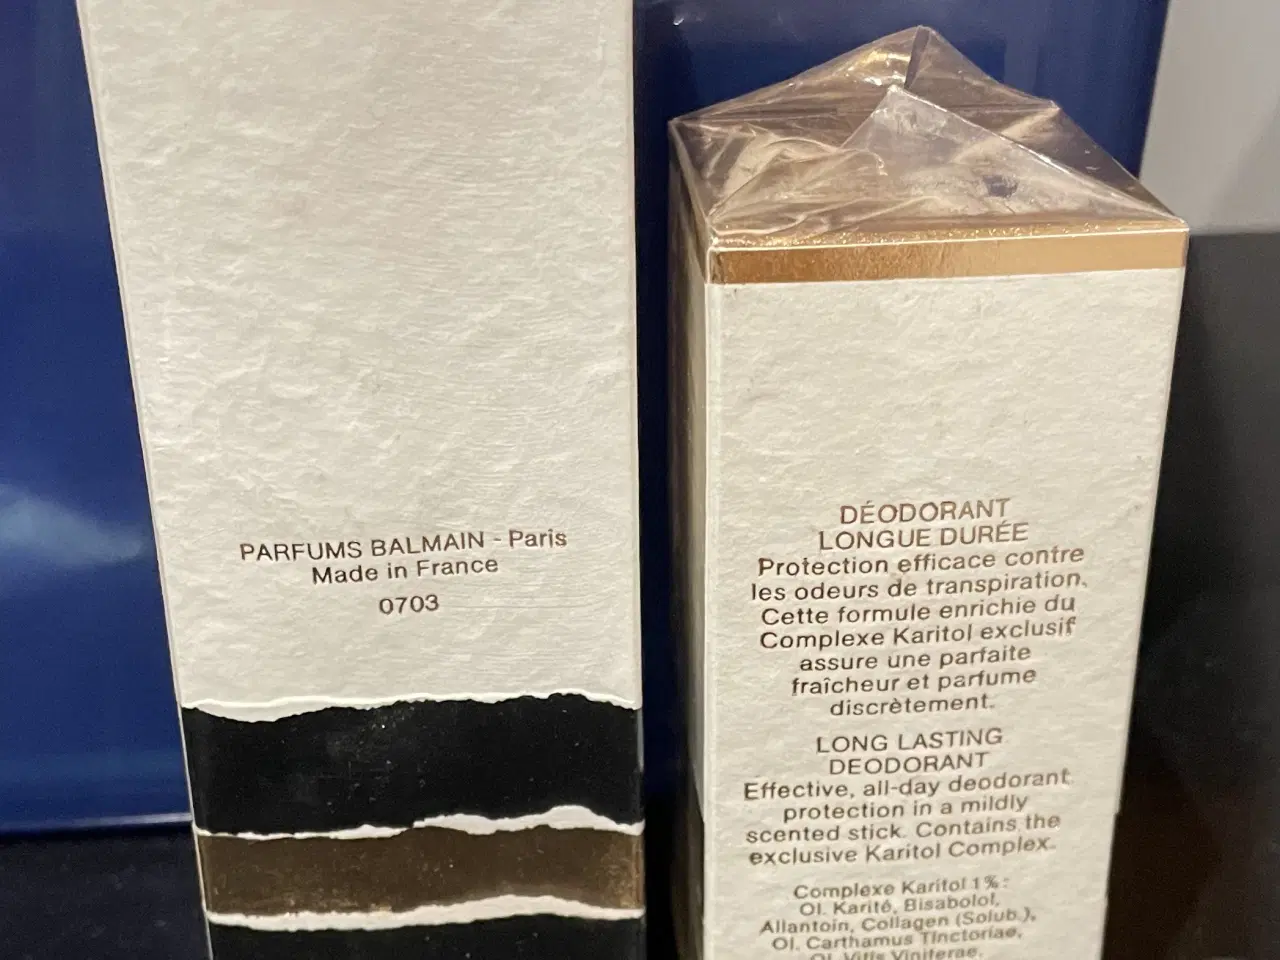 PARFUMS BALMAIN - Paris
Made in France
0703
DÉODORANT
LONGUE DURÉE
Protection efficace contre
les odeurs de transpiration.
Cette formule enrichie du
Complexe Karitol exclusif
assure une parfaite
fraîcheur et parfume
discrètement.
LONG LASTING
DEODORANT
Effective, all-day deodorant
protection in a mildly
scented stick. Contains the
exclusive Karitol Complex.
Complexe Karitol 1%:
Ol. Karité, Bisabolol,
Allantoin, Collagen (Solub.),
Ol. Carthamus Tinctoriae,
Ol. Vitis Viniferae,